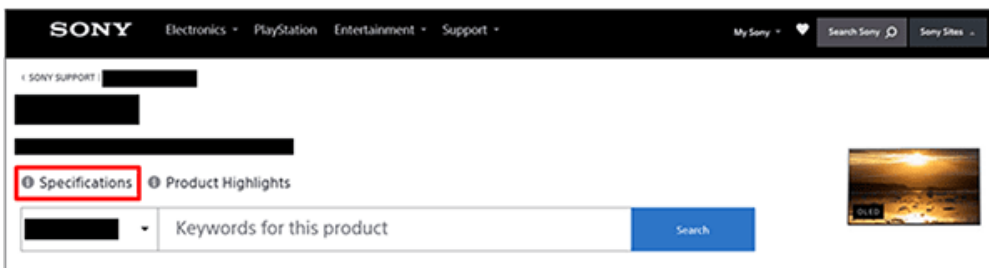 SONY Electronics PlayStation Entertainment Support My Sony Search Sony Sony Sites
‹ SONY SUPPORT |
Specifications Product Highlights
OLED
Keywords for this product Search